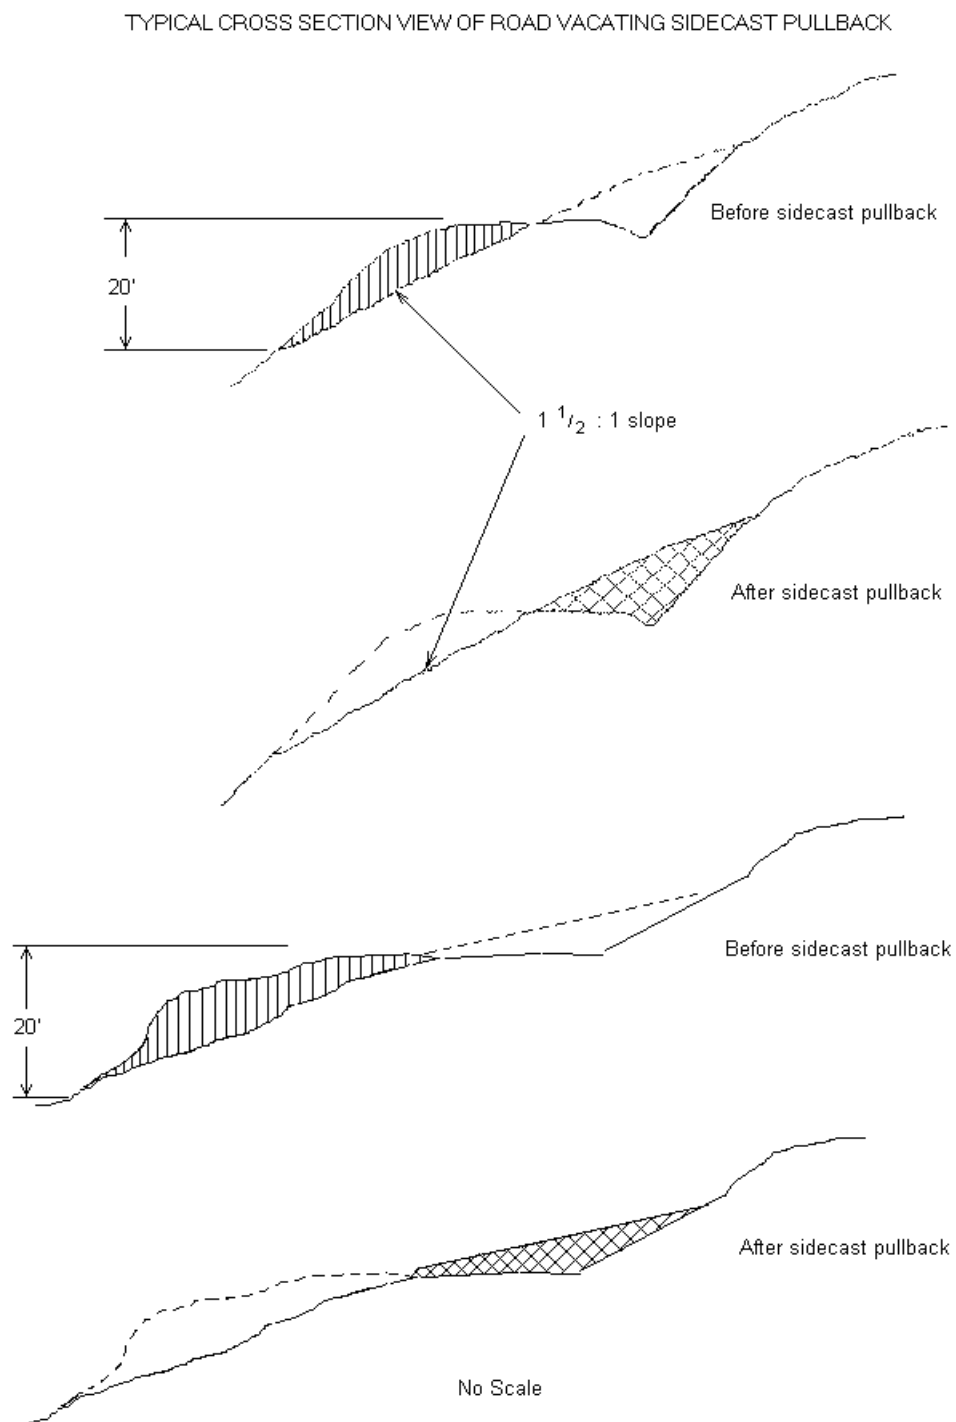 TYPICAL CROSS SECTION VIEW OF ROAD VACATING SIDECAST PULLBACK
Before sidecast pullback
20'
1 1/2 : 1 slope
After sidecast pullback
Before sidecast pullback
20'
After sidecast pullback
No Scale